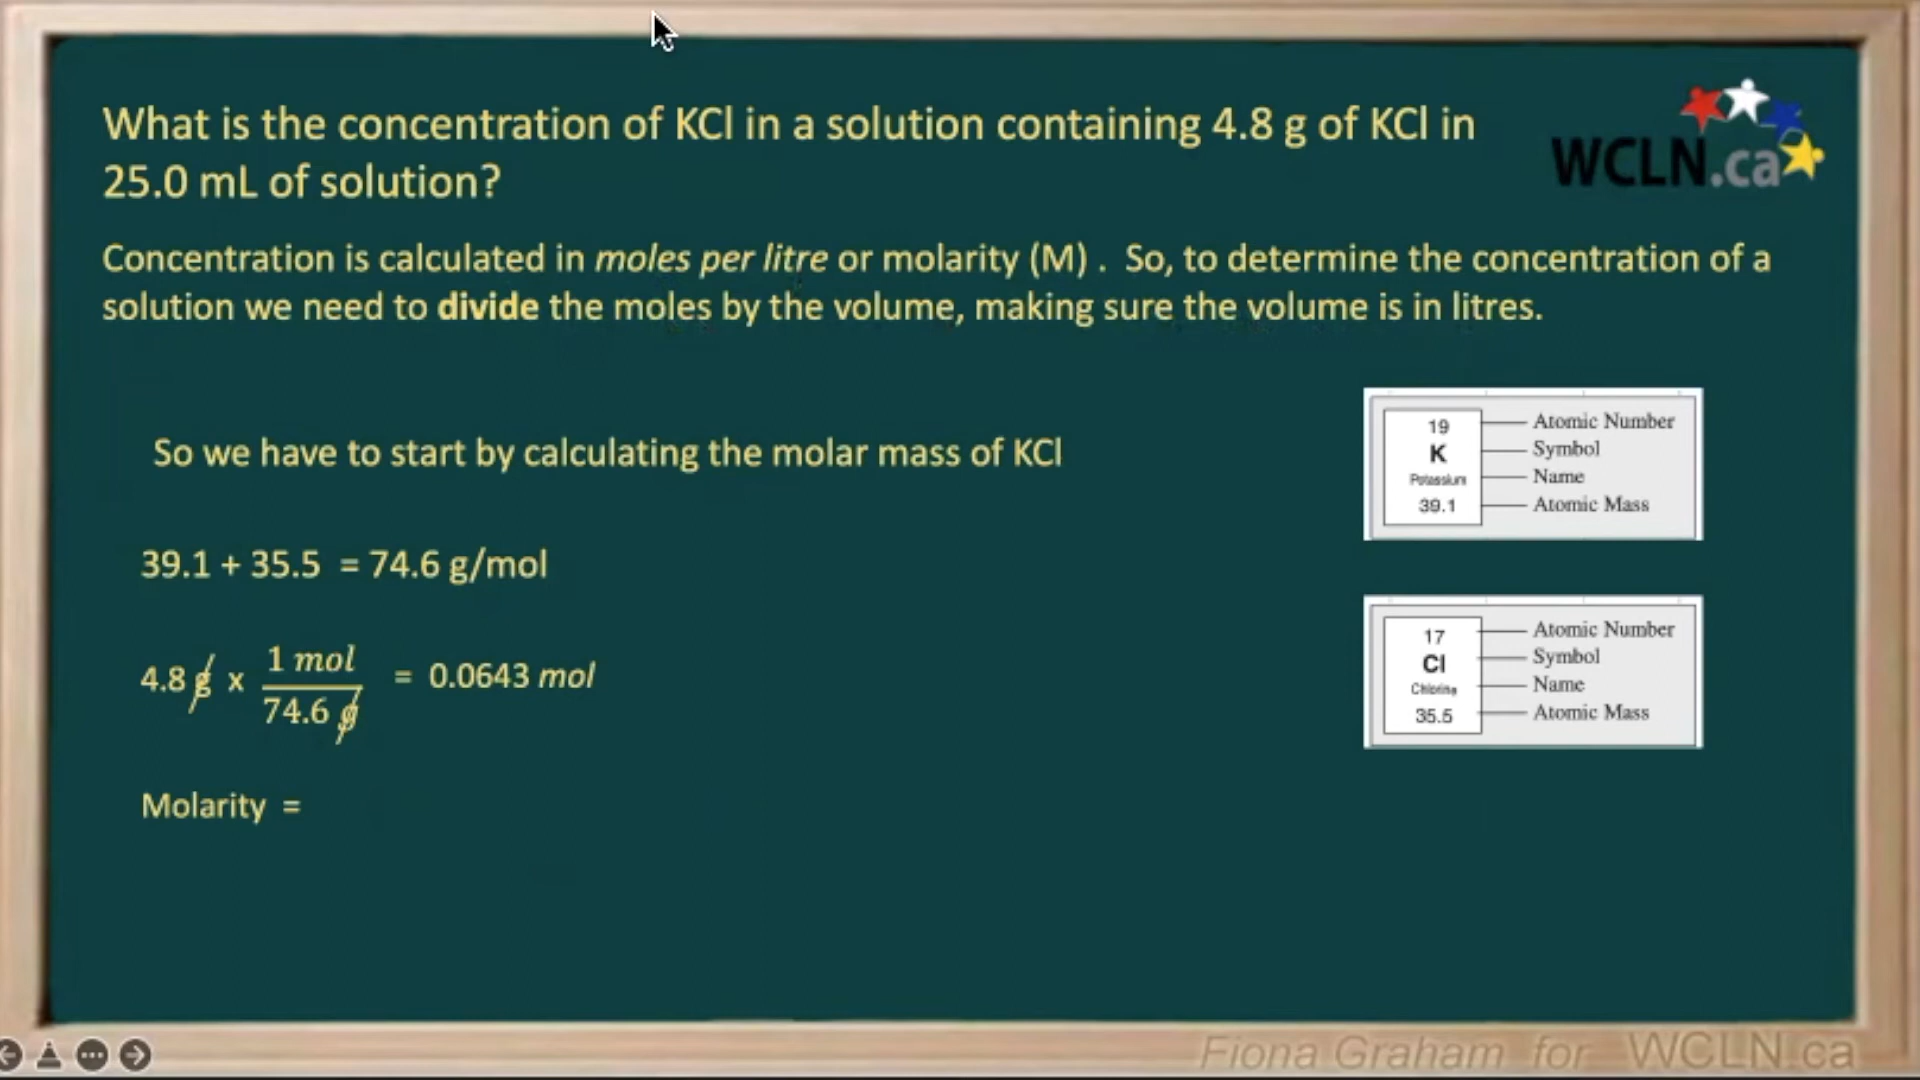 What is the concentration of KCl in a solution containing 4.8 g of KCl in
25.0 mL of solution?
WCLN.ca
Concentration is calculated in moles per litre or molarity (M) . So, to determine the concentration of a
solution we need to divide the moles by the volume, making sure the volume is in litres.
So we have to start by calculating the molar mass of KCl
19
K
Potassium
39.1
Atomic Number
Symbol
Name
Atomic Mass
39.1 + 35.5 = 74.6 g/mol
17
Cl
Chlorine
35.5
Atomic Number
Symbol
Name
Atomic Mass
4.8 g x 1 mol / 74.6 g = 0.0643 mol
Molarity =
Fiona Graham for WCLN.ca